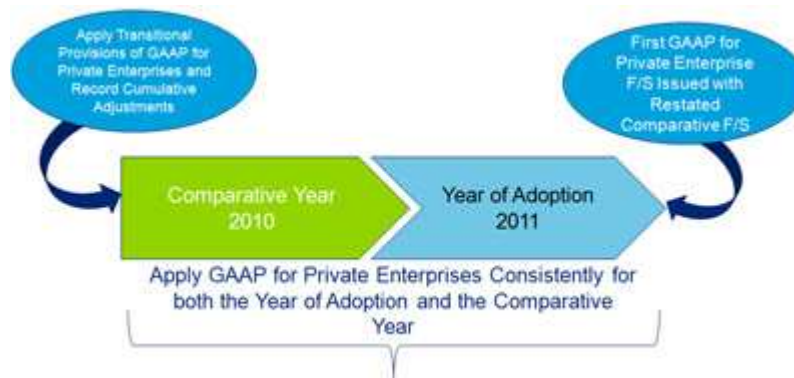 Apply Transitional
Provisions of GAAP for
Private Enterprises and
Record Cumulative
Adjustments
First GAAP for
Private Enterprise
F/S Issued with
Restated
Comparative F/S
Comparative Year
2010
Year of Adoption
2011
Apply GAAP for Private Enterprises Consistently for
both the Year of Adoption and the Comparative
Year